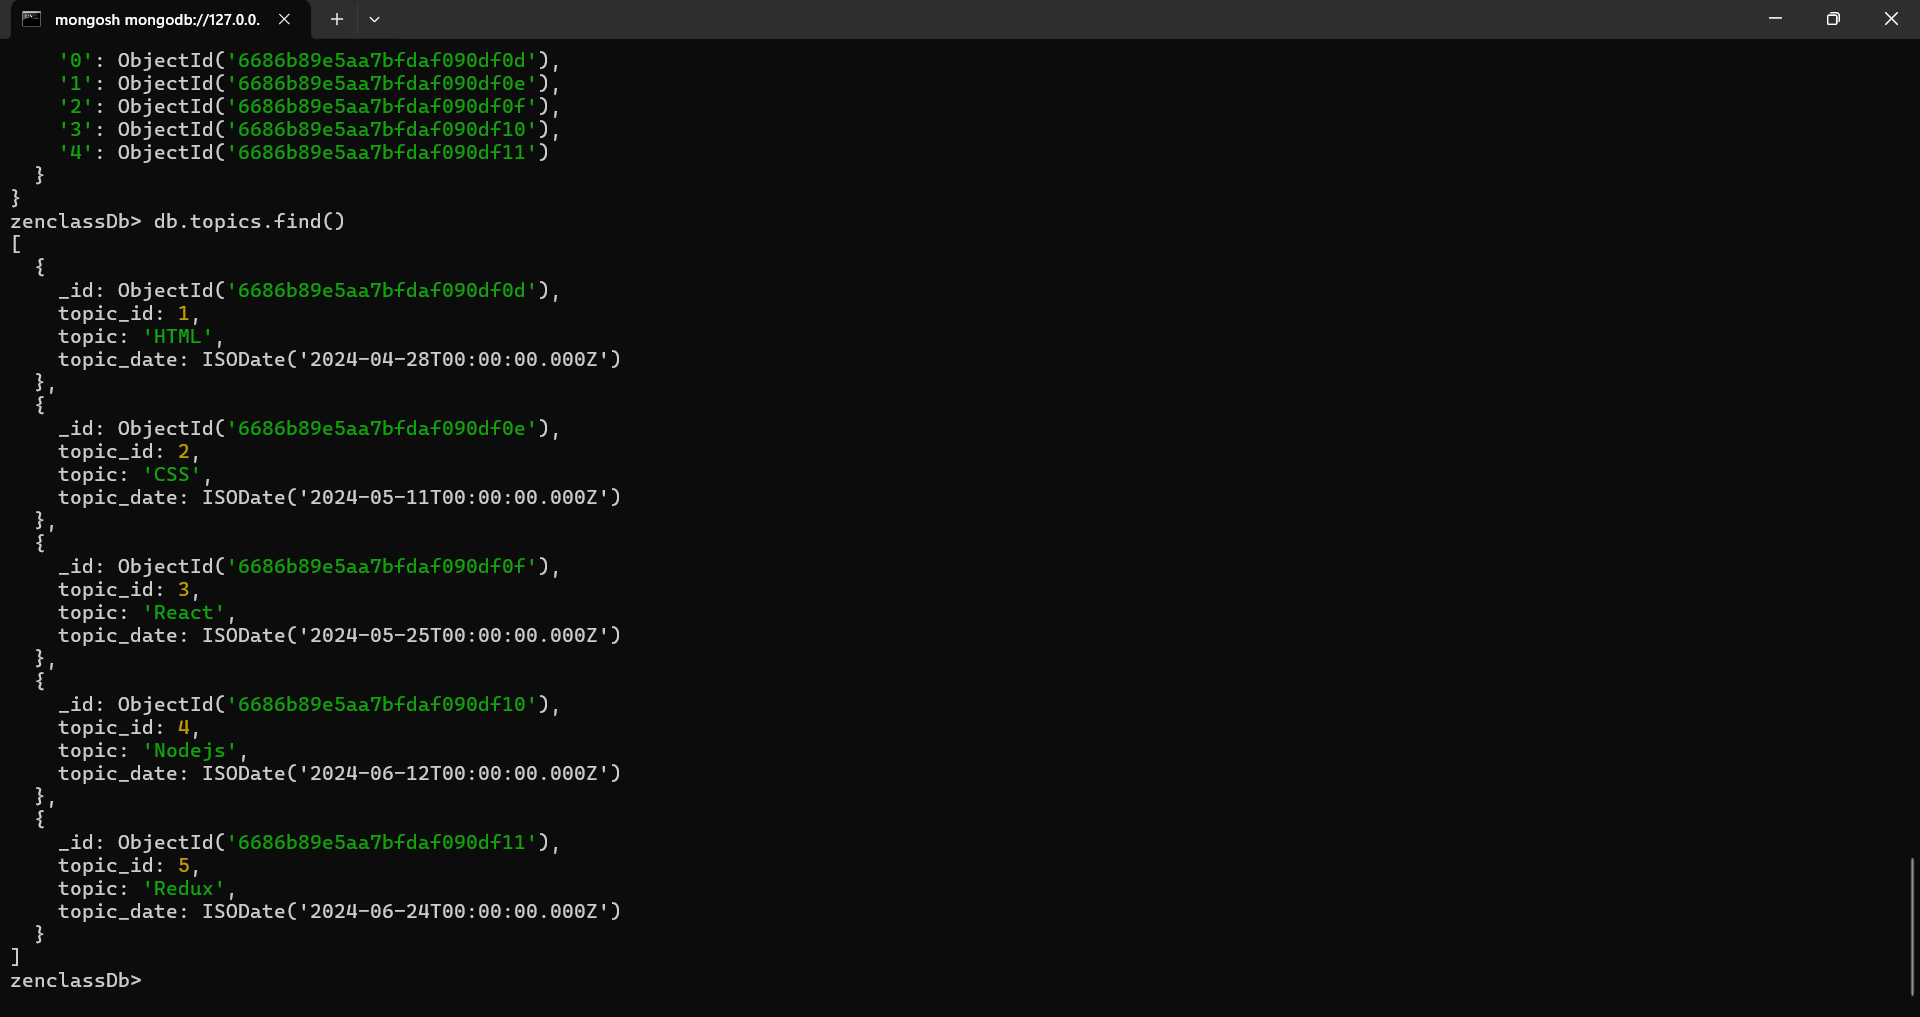 mongosh mongodb://127.0.0.
    '0': ObjectId('6686b89e5aa7bfdaf090df0d'),
    '1': ObjectId('6686b89e5aa7bfdaf090df0e'),
    '2': ObjectId('6686b89e5aa7bfdaf090df0f'),
    '3': ObjectId('6686b89e5aa7bfdaf090df10'),
    '4': ObjectId('6686b89e5aa7bfdaf090df11')
  }
}
zenclassDb> db.topics.find()
[
  {
    _id: ObjectId('6686b89e5aa7bfdaf090df0d'),
    topic_id: 1,
    topic: 'HTML',
    topic_date: ISODate('2024-04-28T00:00:00.000Z')
  },
  {
    _id: ObjectId('6686b89e5aa7bfdaf090df0e'),
    topic_id: 2,
    topic: 'CSS',
    topic_date: ISODate('2024-05-11T00:00:00.000Z')
  },
  {
    _id: ObjectId('6686b89e5aa7bfdaf090df0f'),
    topic_id: 3,
    topic: 'React',
    topic_date: ISODate('2024-05-25T00:00:00.000Z')
  },
  {
    _id: ObjectId('6686b89e5aa7bfdaf090df10'),
    topic_id: 4,
    topic: 'Nodejs',
    topic_date: ISODate('2024-06-12T00:00:00.000Z')
  },
  {
    _id: ObjectId('6686b89e5aa7bfdaf090df11'),
    topic_id: 5,
    topic: 'Redux',
    topic_date: ISODate('2024-06-24T00:00:00.000Z')
  }
]
zenclassDb>